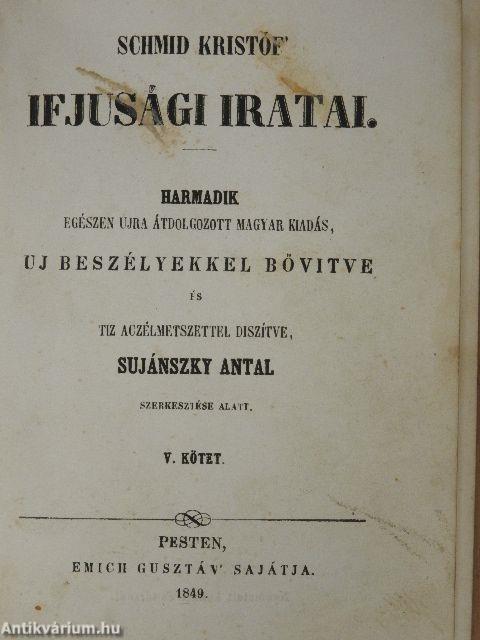 SCHMID KRISTÓF'
IFJUSÁGI IRATAI.
HARMADIK
EGÉSZEN UJRA ÁTDOLGOZOTT MAGYAR KIADÁS,
UJ BESZÉLYEKKEL BŐVITVE
ÉS
TIZ ACZÉLMETSZETTEL DISZÍTVE,
SUJÁNSZKY ANTAL
SZERKESZTÉSE ALATT.
V. KÖTET.
PESTEN,
EMICH GUSZTÁV' SAJÁTJA.
1849.
Antikvárium.hu